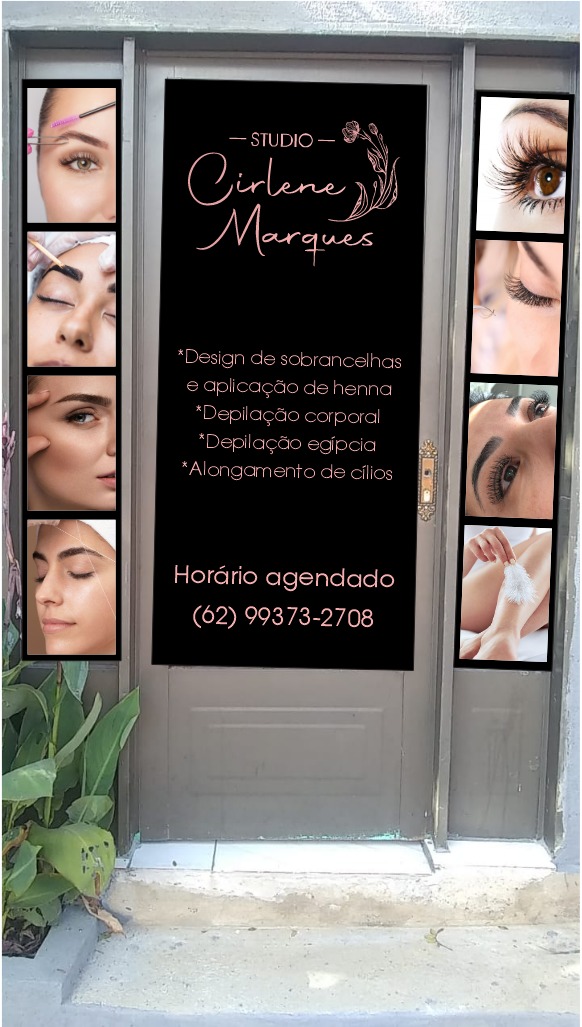 STUDIO
Cirlene
Marques
*Design de sobrancelhas
e aplicação de henna
*Depilação corporal
*Depilação egípcia
*Alongamento de cílios
Horário agendado
(62) 99373-2708